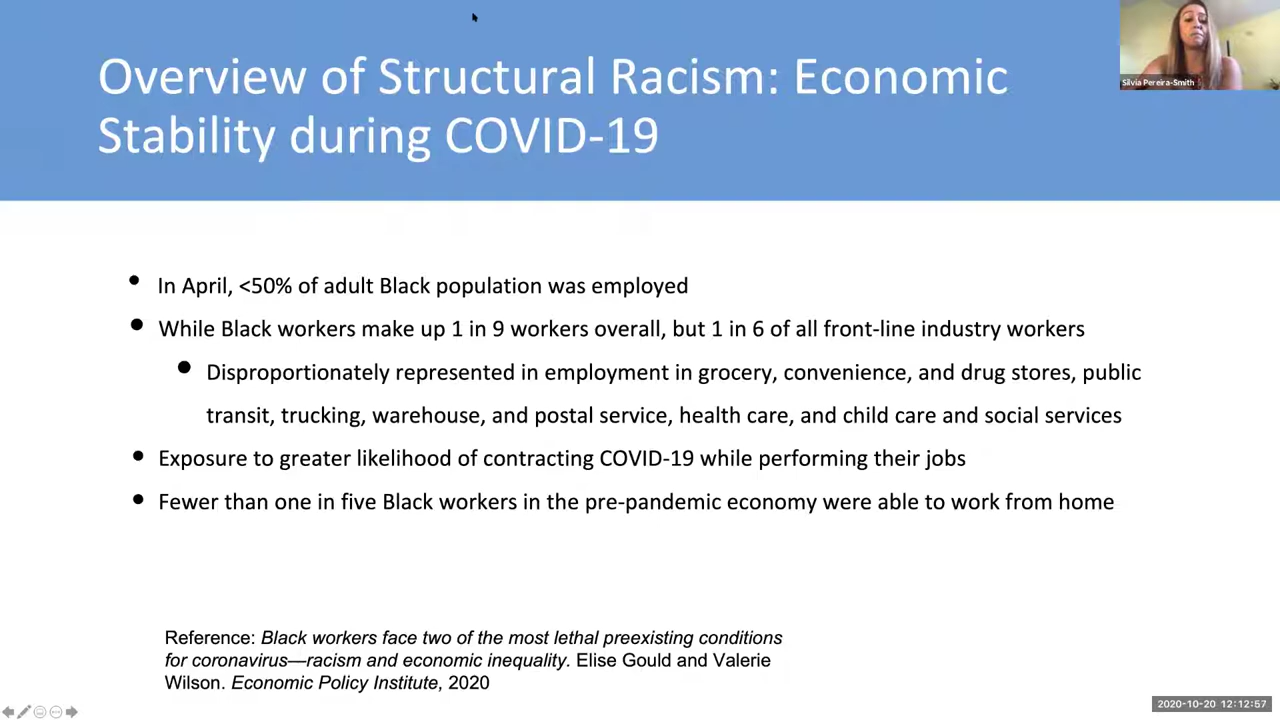 Overview of Structural Racism: Economic
Stability during COVID-19
Silvia Pereira-Smith
• In April, <50% of adult Black population was employed
• While Black workers make up 1 in 9 workers overall, but 1 in 6 of all front-line industry workers
• Disproportionately represented in employment in grocery, convenience, and drug stores, public
transit, trucking, warehouse, and postal service, health care, and child care and social services
• Exposure to greater likelihood of contracting COVID-19 while performing their jobs
• Fewer than one in five Black workers in the pre-pandemic economy were able to work from home
Reference: Black workers face two of the most lethal preexisting conditions
for coronavirus—racism and economic inequality. Elise Gould and Valerie
Wilson. Economic Policy Institute, 2020
2020-10-20 12:12:57